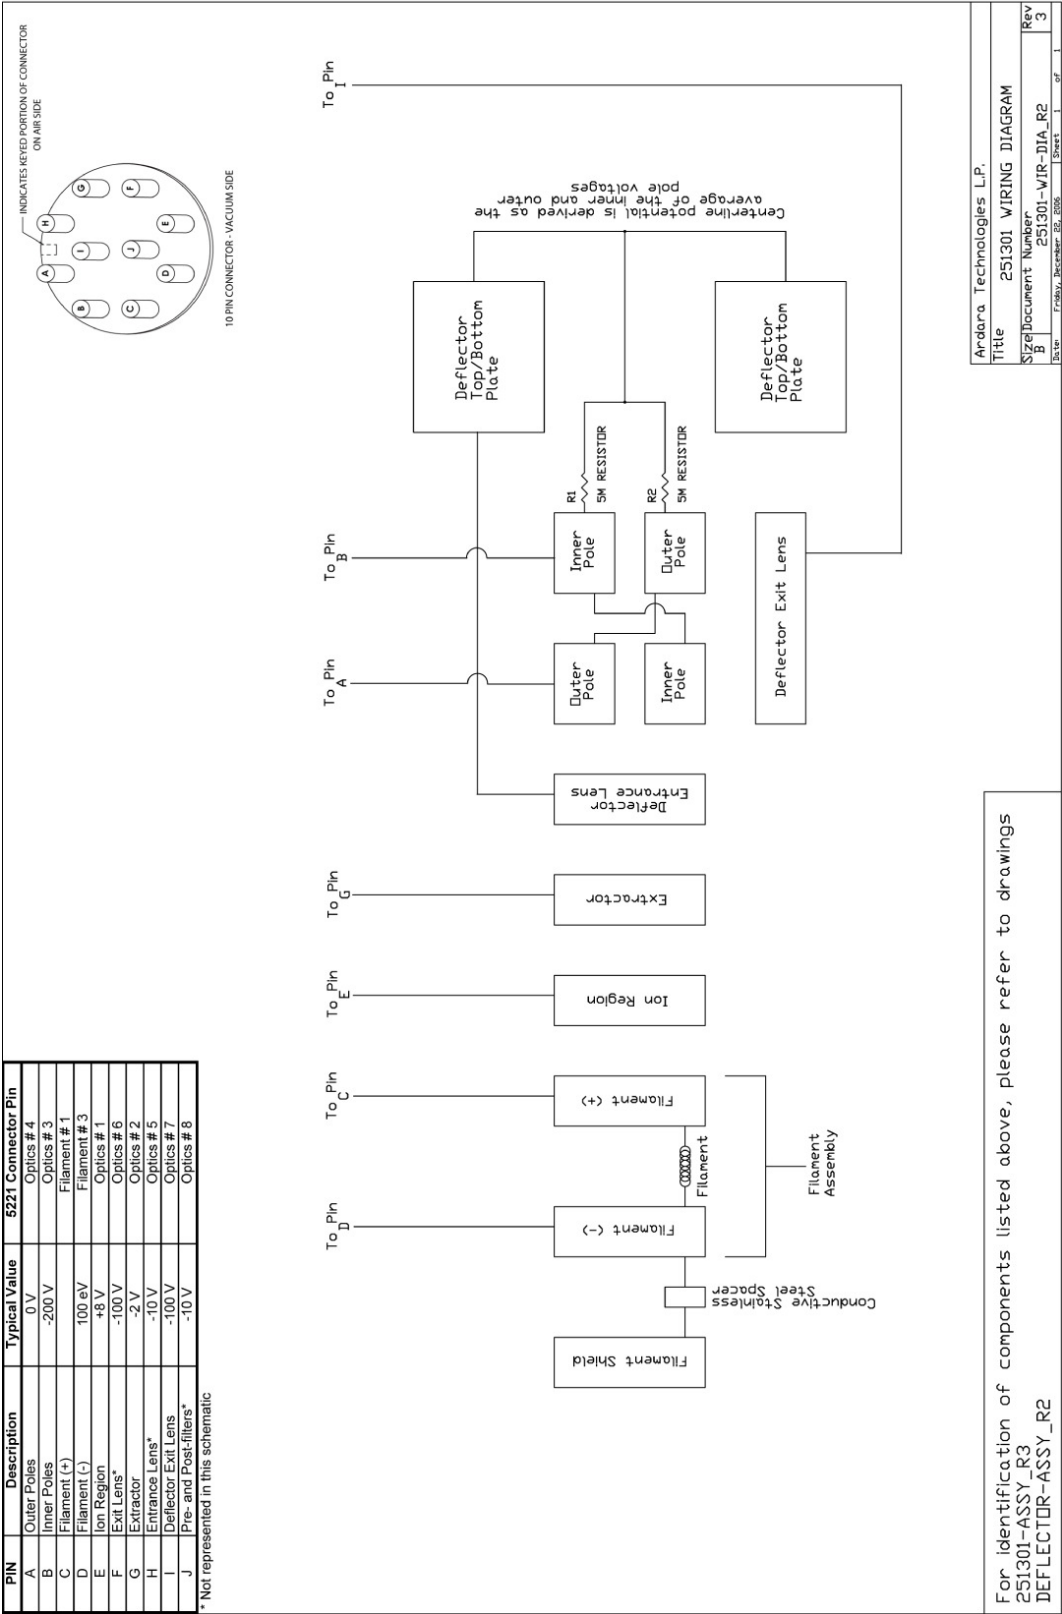 PIN Description Typical Value 5221 Connector Pin
A Outer Poles 0 V Optics # 4
B Inner Poles -200 V Optics # 3
C Filament (+) Filament # 1
D Filament (-) 100 eV Filament # 3
E Ion Region +8 V Optics # 1
F Exit Lens* -100 V Optics # 6
G Extractor -2 V Optics # 2
H Entrance Lens* -10 V Optics # 5
I Deflector Exit Lens -100 V Optics # 7
J Pre- and Post-filters* -10 V Optics # 8
* Not represented in this schematic
INDICATES KEYED PORTION OF CONNECTOR
ON AIR SIDE
A
H
B
I
G
C
J
F
D
E
10 PIN CONNECTOR - VACUUM SIDE
To Pin
D
To Pin
C
To Pin
E
To Pin
G
To Pin
A
To Pin
B
To Pin
I
Filament Shield
Conductive Stainless
Steel Spacer
Filament (-)
Filament
Filament (+)
Filament
Assembly
Ion Region
Extractor
Deflector
Entrance Lens
Outer
Pole
Inner
Pole
Inner
Pole
Outer
Pole
R1
5M RESISTOR
R2
5M RESISTOR
Deflector
Top/Bottom
Plate
Deflector
Top/Bottom
Plate
Centerline potential is derived as the
average of the inner and outer
pole voltages
Deflector Exit Lens
For identification of components listed above, please refer to drawings
251301-ASSY_R3
DEFLECTOR-ASSY_R2
Ardara Technologies L.P.
Title
251301 WIRING DIAGRAM
Size Document Number Rev
B 251301-WIR-DIA_R2 3
Date: Friday, December 22, 2006 Sheet 1 of 1